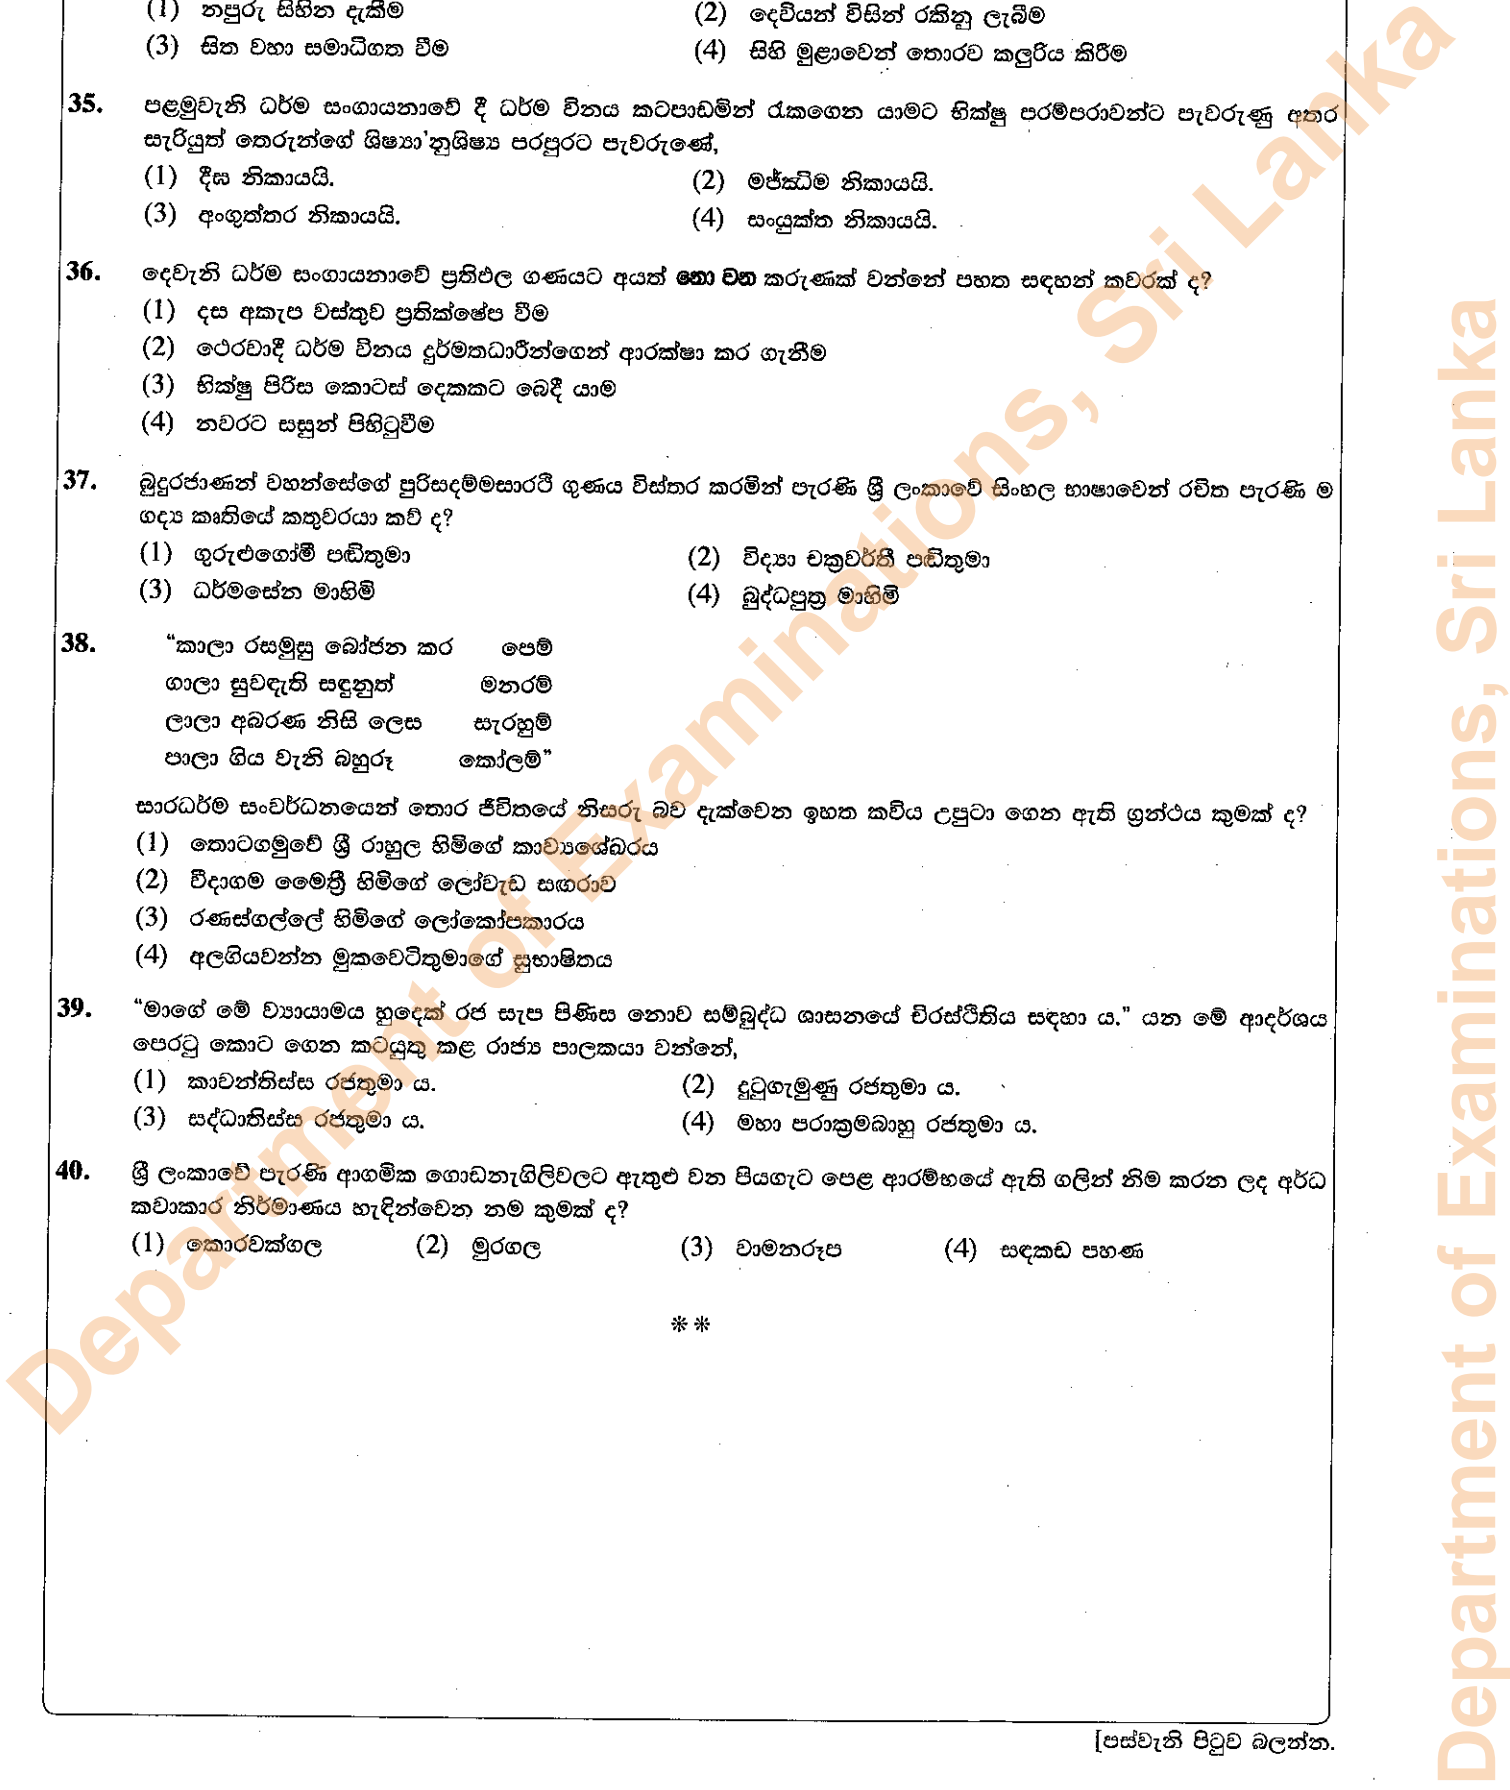 (1) නපුරු සිහින දැකීම (2) දෙවියන් විසින් රකිනු ලැබීම
(3) සිත වහා සමාධිගත වීම (4) සිහි මුළාවෙන් තොරව කලුරිය කිරීම
35. පළමුවැනි ධර්ම සංගායනාවේ දී ධර්ම විනය කටපාඩමින් රැකගෙන යාමට භික්ෂු පරම්පරාවන්ට පැවරුණු අතර
සැරියුත් තෙරුන්ගේ ශිෂ්‍යා'නුශිෂ්‍ය පරපුරට පැවරුණේ,
(1) දීඝ නිකායයි. (2) මජ්ඣිම නිකායයි.
(3) අංගුත්තර නිකායයි. (4) සංයුක්ත නිකායයි.
36. දෙවැනි ධර්ම සංගායනාවේ ප්‍රතිඵල ගණයට අයත් නො වන කරුණක් වන්නේ පහත සඳහන් කවරක් ද?
(1) දස අකැප වස්තුව ප්‍රතික්ෂේප වීම
(2) ථෙරවාදී ධර්ම විනය දුර්මතධාරීන්ගෙන් ආරක්ෂා කර ගැනීම
(3) භික්ෂු පිරිස කොටස් දෙකකට බෙදී යාම
(4) නවරට සසුන් පිහිටුවීම
37. බුදුරජාණන් වහන්සේගේ පුරිසදම්මසාරථි ගුණය විස්තර කරමින් පැරණි ශ්‍රී ලංකාවේ සිංහල භාෂාවෙන් රචිත පැරණි ම
ගද්‍ය කෘතියේ කතුවරයා කව් ද?
(1) ගුරුළුගෝමී පඬිතුමා (2) විද්‍යා චක්‍රවර්තී පඬිතුමා
(3) ධර්මසේන මාහිමි (4) බුද්ධපුත්‍ර මාහිමි
38. “කාලා රසමුසු බෝජන කර පෙම්
ගාලා සුවඳැති සඳුනුත් මනරම්
ලාලා අබරණ නිසි ලෙස සැරහුම්
පාලා ගිය වැනි බහුරූ කෝලම්”
සාරධර්ම සංවර්ධනයෙන් තොර ජීවිතයේ නිසරු බව දැක්වෙන ඉහත කවිය උපුටා ගෙන ඇති ග්‍රන්ථය කුමක් ද?
(1) තොටගමුවේ ශ්‍රී රාහුල හිමිගේ කාව්‍යශේඛරය
(2) වීදාගම මෛත්‍රී හිමිගේ ලෝවැඩ සඟරාව
(3) රණස්ගල්ලේ හිමිගේ ලෝකෝපකාරය
(4) අලගියවන්න මුකවෙටිතුමාගේ සුභාෂිතය
39. “මාගේ මේ ව්‍යායාමය හුදෙක් රජ සැප පිණිස නොව සම්බුද්ධ ශාසනයේ චිරස්ථිතිය සඳහා ය.” යන මේ ආදර්ශය
පෙරටු කොට ගෙන කටයුතු කළ රාජ්‍ය පාලකයා වන්නේ,
(1) කාවන්තිස්ස රජතුමා ය. (2) දුටුගැමුණු රජතුමා ය.
(3) සද්ධාතිස්ස රජතුමා ය. (4) මහා පරාක්‍රමබාහු රජතුමා ය.
40. ශ්‍රී ලංකාවේ පැරණි ආගමික ගොඩනැගිලිවලට ඇතුළු වන පියගැට පෙළ ආරම්භයේ ඇති ගලින් නිම කරන ලද අර්ධ
කවාකාර නිර්මාණය හැඳින්වෙන නම කුමක් ද?
(1) කොරවක්ගල (2) මුරගල (3) වාමනරූප (4) සඳකඩ පහණ
**
[පස්වැනි පිටුව බලන්න.
Department of Examinations, Sri Lanka
Department of Examinations, Sri Lanka